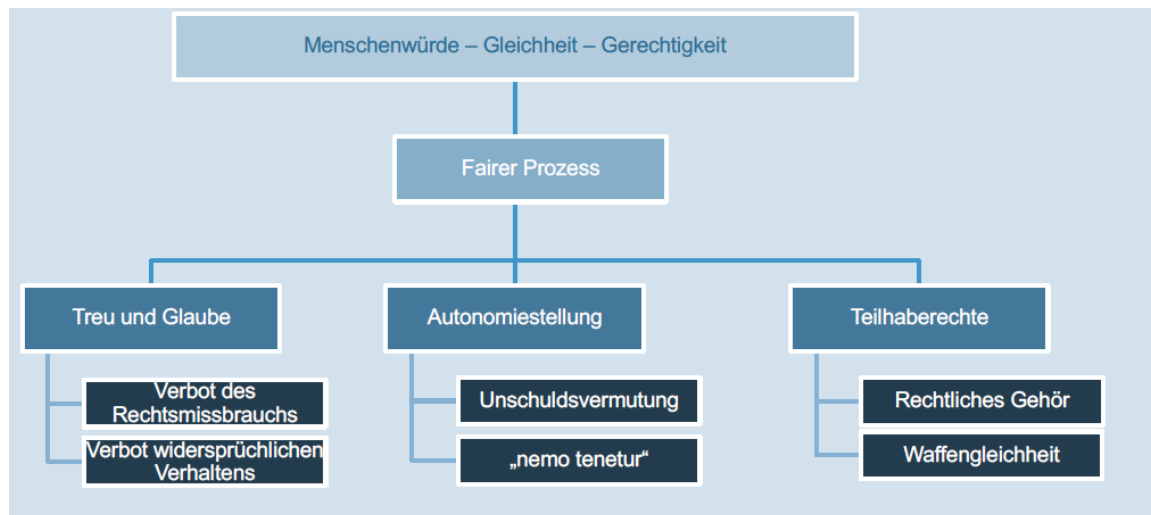 Menschenwürde – Gleichheit – Gerechtigkeit
Fairer Prozess
Treu und Glaube
Verbot des
Rechtsmissbrauchs
Verbot widersprüchlichen
Verhaltens
Autonomiestellung
Unschuldsvermutung
„nemo tenetur“
Teilhaberechte
Rechtliches Gehör
Waffengleichheit